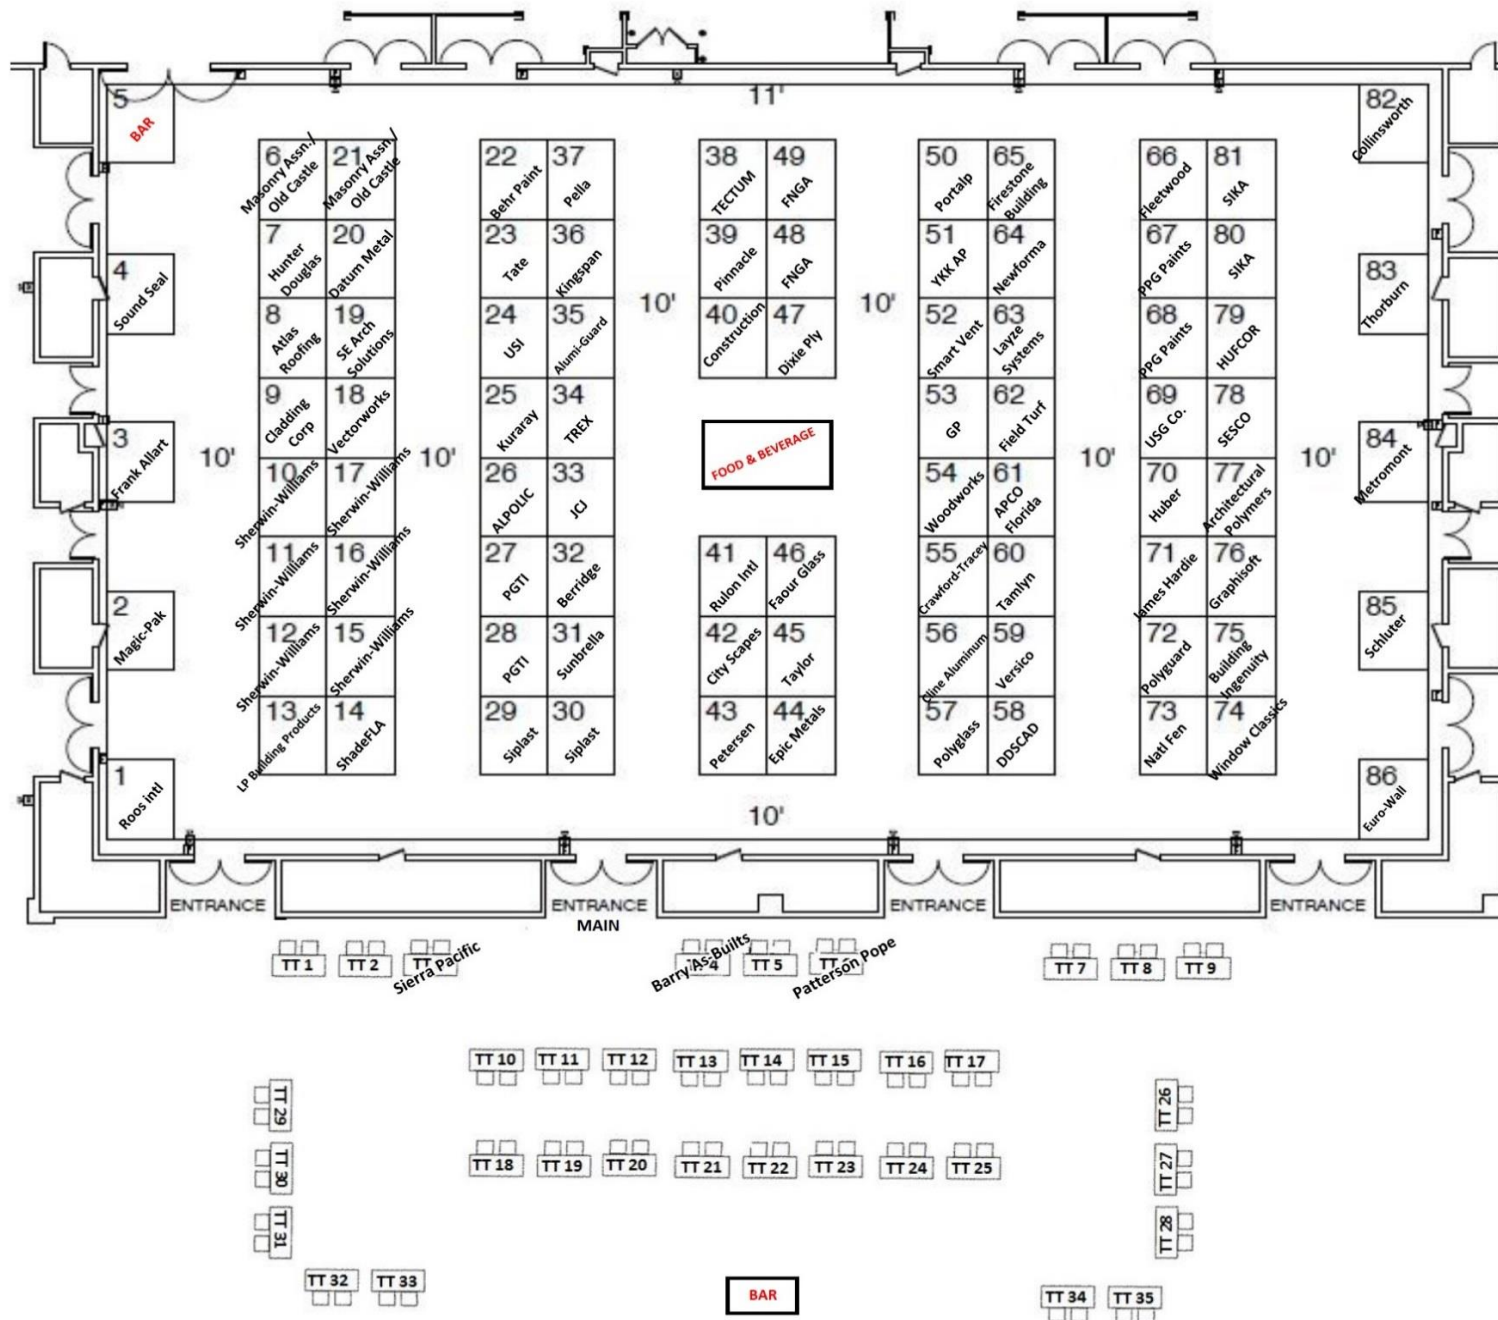 5
BAR
11'
82
Collinsworth
6
Masonry Assn./
Old Castle
21
Masonry Assn./
Old Castle
22
Behr Paint
37
Pella
38
TECTUM
49
FNGA
50
Portalp
65
Firestone
Building
66
Fleetwood
81
SIKA
4
Sound Seal
7
Hunter
Douglas
20
Datum Metal
23
Tate
36
Kingspan
39
Pinnacle
48
FNGA
51
YKK AP
64
Newforma
67
PPG Paints
80
SIKA
83
Thorburn
10'
10'
8
Atlas
Roofing
19
SE Arch
Solutions
24
USI
35
Alumi-Guard
40
Construction
47
Dixie Ply
52
Smart Vent
63
Layze
Systems
68
PPG Paints
79
HUFCOR
3
Frank Allart
9
Cladding
Corp
18
Vectorworks
25
Kuraray
34
TREX
FOOD & BEVERAGE
53
GP
62
Field Turf
69
USG Co.
78
SESCO
84
Metromont
10'
10'
10'
10'
10
Sherwin-Williams
17
Sherwin-Williams
26
ALPOLIC
33
JCJ
54
Woodworks
61
APCO
Florida
70
Huber
77
Architectural
Polymers
11
Sherwin-Williams
16
Sherwin-Williams
27
PGTI
32
Berridge
41
Rulon Intl
46
Faour Glass
55
Crawford-Tracey
60
Tamlyn
71
James Hardie
76
Graphisoft
2
Magic-Pak
85
Schluter
12
Sherwin-Williams
15
Sherwin-Williams
28
PGTI
31
Sunbrella
42
City Scapes
45
Taylor
56
Cline Aluminum
59
Versico
72
Polyguard
75
Building
Ingenuity
13
LP Building Products
14
ShadeFLA
29
Siplast
30
Siplast
43
Petersen
44
Epic Metals
57
Polyglass
58
DDSCAD
73
Natl Fen
74
Window Classics
1
Roos intl
10'
86
Euro-Wall
ENTRANCE
ENTRANCE
ENTRANCE
ENTRANCE
MAIN
TT 1
TT 2
Sierra Pacific
Barry As-Builts
TT 5
Patterson Pope
TT 7
TT 8
TT 9
TT 10
TT 11
TT 12
TT 13
TT 14
TT 15
TT 16
TT 17
TT 29
TT 26
TT 18
TT 19
TT 20
TT 21
TT 22
TT 23
TT 24
TT 25
TT 30
TT 27
TT 31
TT 28
TT 32
TT 33
BAR
TT 34
TT 35